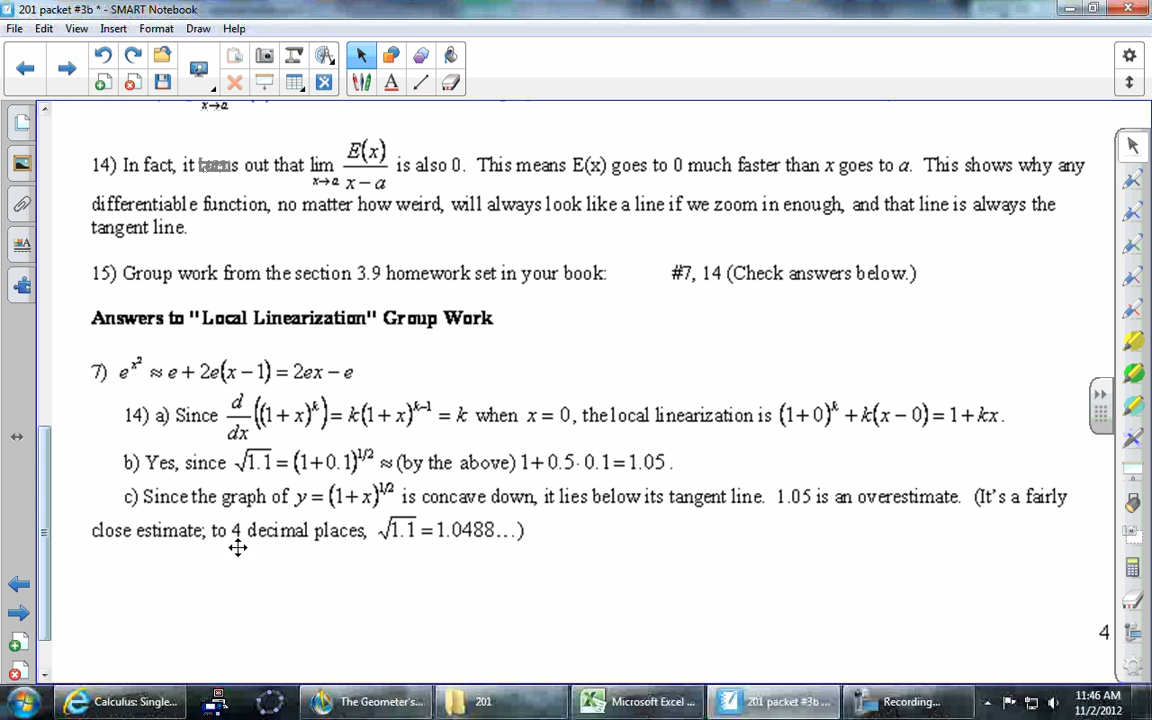 201 packet #3b * - SMART Notebook
File Edit View Insert Format Draw Help
x→a
14) In fact, it turns out that lim x→a E(x)/(x − a) is also 0. This means E(x) goes to 0 much faster than x goes to a. This shows why any
differentiable function, no matter how weird, will always look like a line if we zoom in enough, and that line is always the
tangent line.
15) Group work from the section 3.9 homework set in your book: #7, 14 (Check answers below.)
Answers to "Local Linearization" Group Work
7) e^x² ≈ e + 2e(x − 1) = 2ex − e
14) a) Since d/dx((1 + x)^k) = k(1 + x)^(k−1) = k when x = 0, the local linearization is (1 + 0)^k + k(x − 0) = 1 + kx.
b) Yes, since √1.1 = (1 + 0.1)^1/2 ≈ (by the above) 1 + 0.5 · 0.1 = 1.05.
c) Since the graph of y = (1 + x)^1/2 is concave down, it lies below its tangent line. 1.05 is an overestimate. (It's a fairly
close estimate; to 4 decimal places, √1.1 = 1.0488...)
4
Calculus: Single... The Geometer's... 201 Microsoft Excel ... 201 packet #3b -... Recording... 11:46 AM
11/2/2012